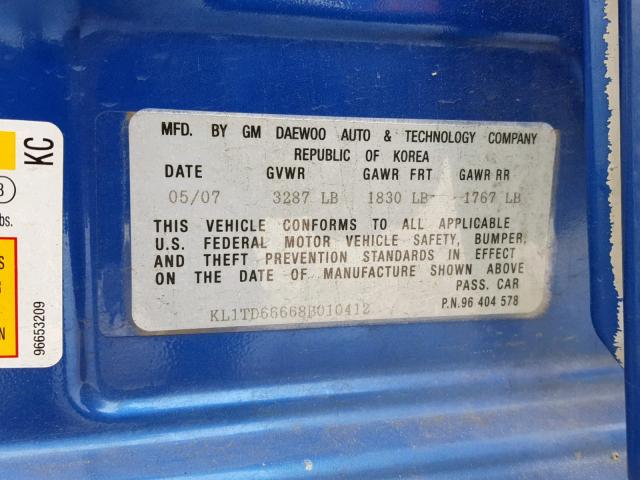 MFD. BY GM DAEWOO AUTO & TECHNOLOGY COMPANY
REPUBLIC OF KOREA
DATE GVWR GAWR FRT GAWR RR
05/07 3287 LB 1830 LB 1767 LB
THIS VEHICLE CONFORMS TO ALL APPLICABLE
U.S. FEDERAL MOTOR VEHICLE SAFETY, BUMPER,
AND THEFT PREVENTION STANDARDS IN EFFECT
ON THE DATE OF MANUFACTURE SHOWN ABOVE
PASS. CAR
KL1TD66668B010412 P.N.96 404 578
KC
bs.
96653209